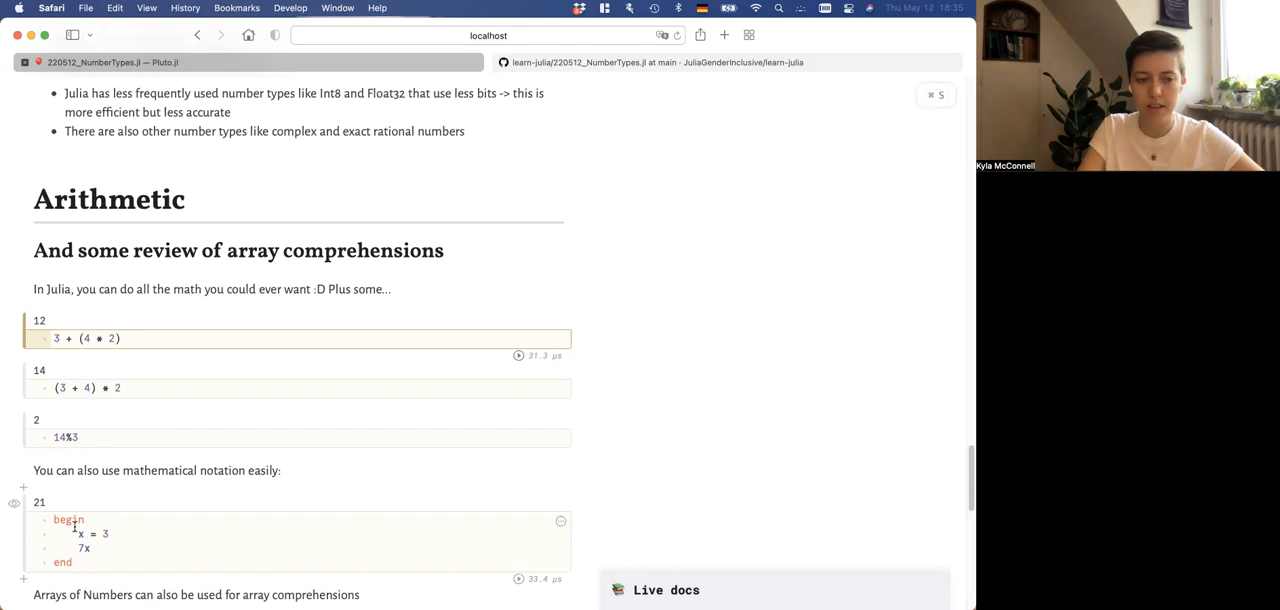 Safari File Edit View History Bookmarks Develop Window Help Thu May 12 18:35
localhost
220512_NumberTypes.jl — Pluto.jl
learn-julia/220512_NumberTypes.jl at main · JuliaGenderInclusive/learn-julia
• Julia has less frequently used number types like Int8 and Float32 that use less bits -> this is
more efficient but less accurate
• There are also other number types like complex and exact rational numbers
⌘ S
Kyla McConnell
Arithmetic
And some review of array comprehensions
In Julia, you can do all the math you could ever want :D Plus some...
12
3 + (4 * 2)
31.3 μs
14
(3 + 4) * 2
2
14%3
You can also use mathematical notation easily:
21
begin
x = 3
7x
end
33.4 μs
Arrays of Numbers can also be used for array comprehensions
Live docs